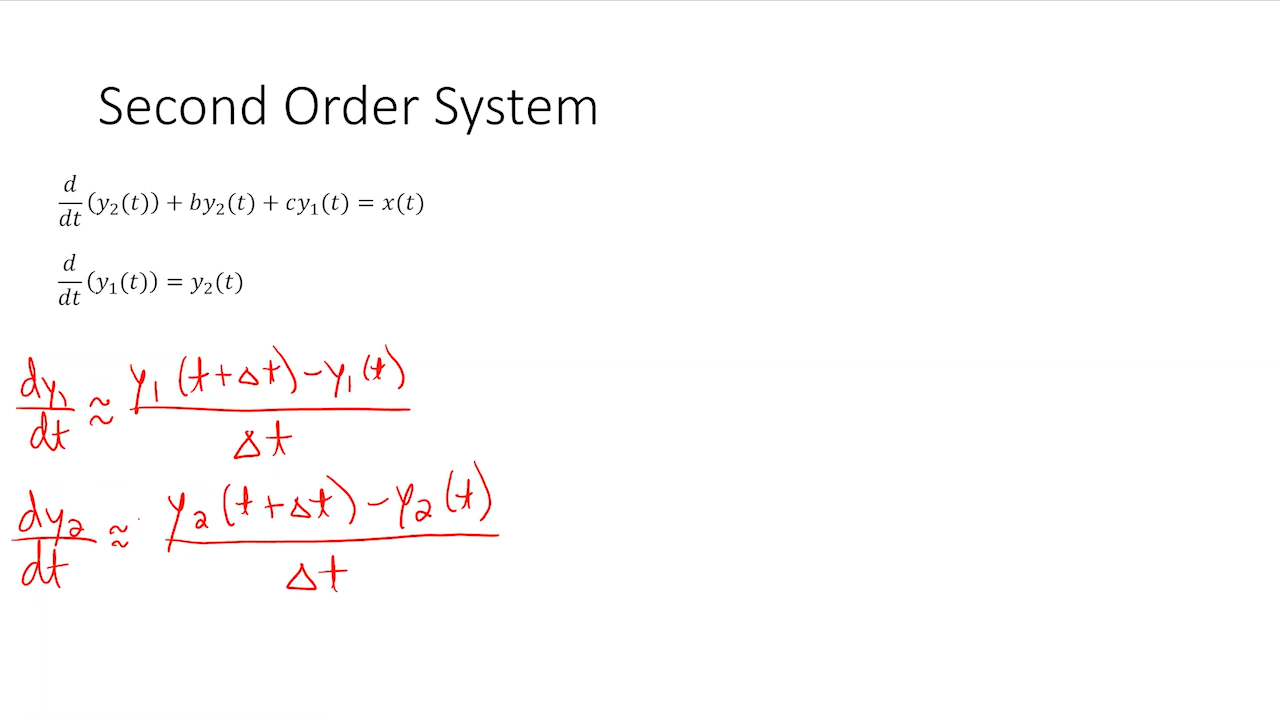 Second Order System
d/dt (y₂(t)) + by₂(t) + cy₁(t) = x(t)
d/dt (y₁(t)) = y₂(t)
dy₁/dt ≈ (y₁(t+Δt) − y₁(t))/Δt
dy₂/dt ≈ (y₂(t+Δt) − y₂(t))/Δt